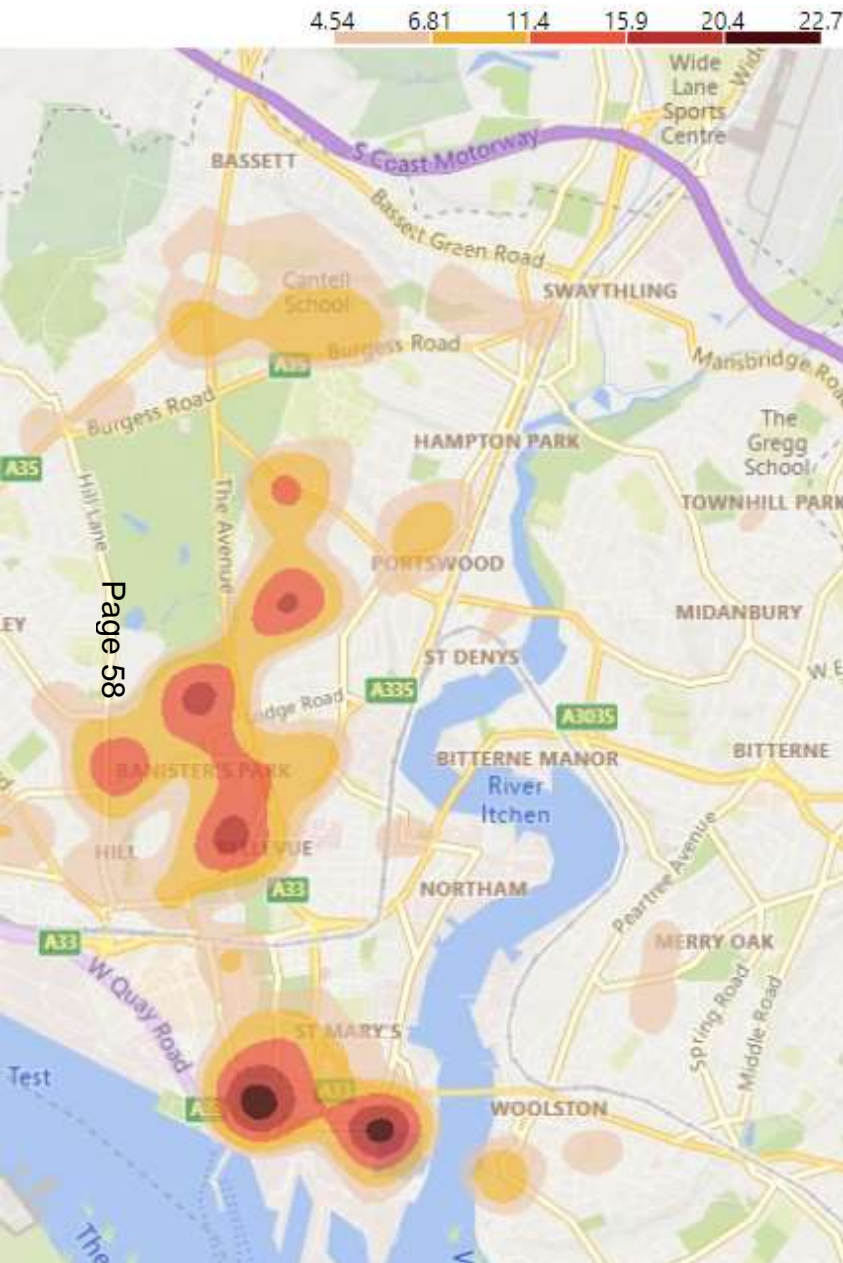 4.54 6.81 11.4 15.9 20.4 22.7
Wide
Lane
Sports
Centre
S Coast Motorway
BASSETT
Bassett Green Road
Cantell
School
SWAYTHLING
Burgess Road
Mansbridge Road
A35
Burgess Road
The
Gregg
School
HAMPTON PARK
A35
Hill Lane
The Avenue
TOWNHILL PARK
PORTSWOOD
Page 58
MIDANBURY
ST DENYS
A335
A3035
BITTERNE MANOR
BITTERNE
BANISTER'S PARK
River
Itchen
HILL
BELLEVUE
A33
NORTHAM
Peartree Avenue
A33
MERRY OAK
W Quay Road
Spring Road
Middle Road
ST MARY'S
Test
A33
WOOLSTON
The